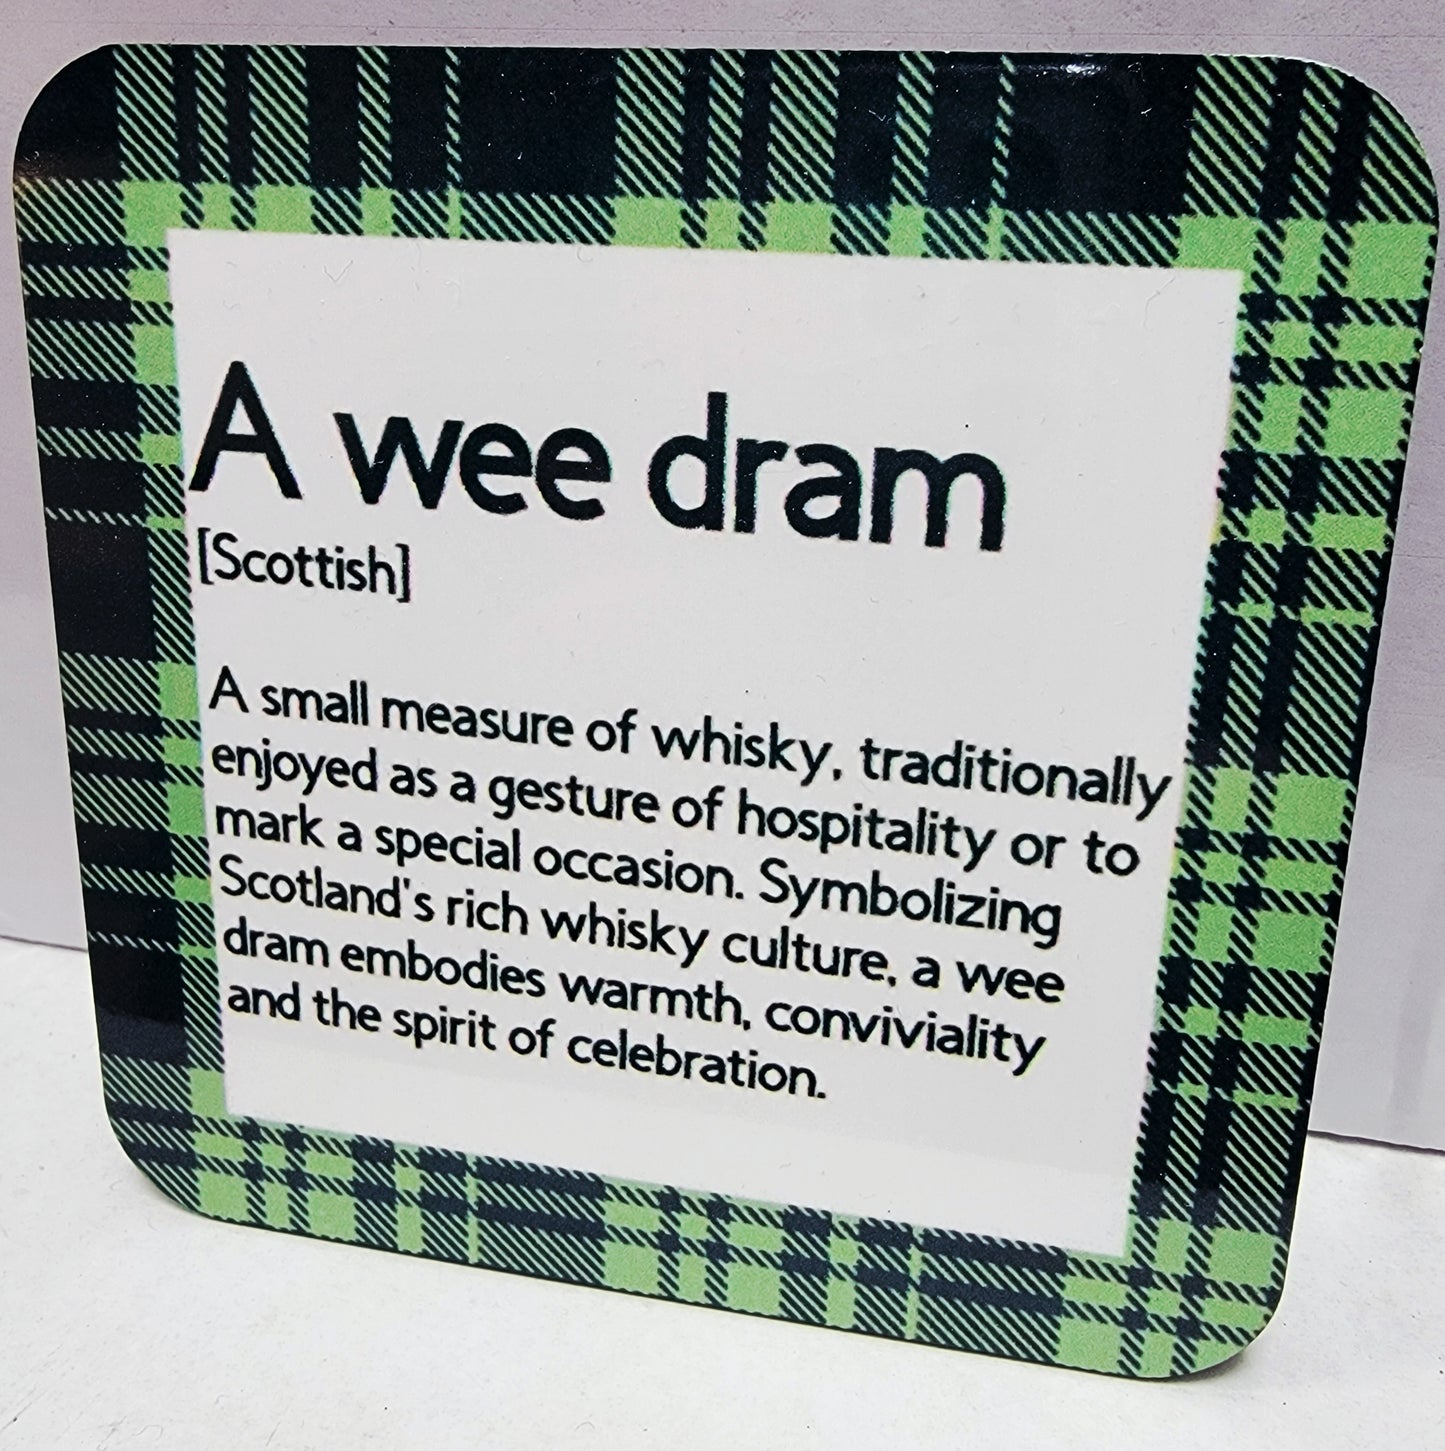 A wee dram
[Scottish]
A small measure of whisky, traditionally
enjoyed as a gesture of hospitality or to
mark a special occasion. Symbolizing
Scotland's rich whisky culture, a wee
dram embodies warmth, conviviality
and the spirit of celebration.